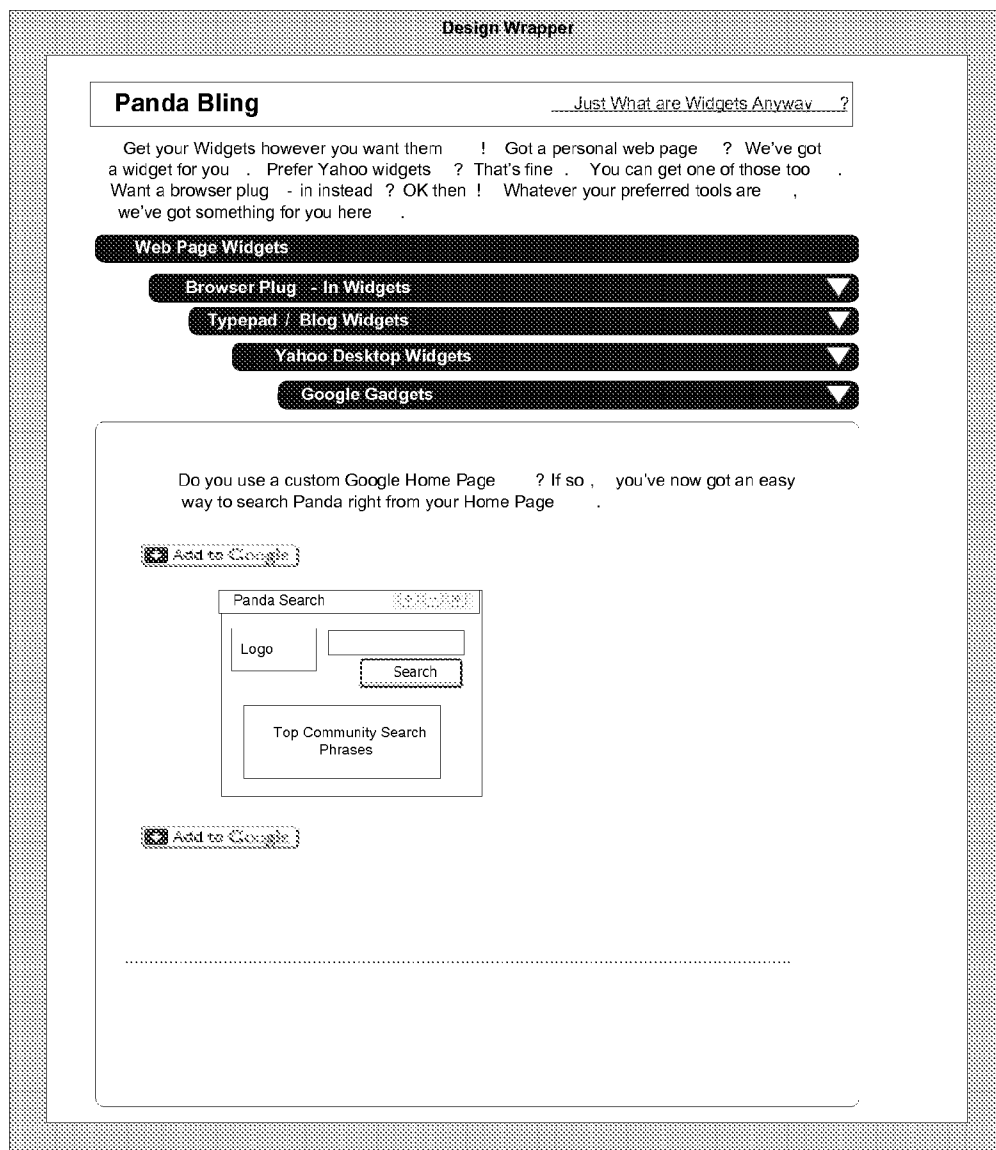 Design Wrapper
Panda Bling
Just What are Widgets Anyway ?
Get your Widgets however you want them ! Got a personal web page ? We've got
a widget for you . Prefer Yahoo widgets ? That's fine . You can get one of those too .
Want a browser plug - in instead ? OK then ! Whatever your preferred tools are ,
we've got something for you here .
Web Page Widgets
Browser Plug - In Widgets
Typepad / Blog Widgets
Yahoo Desktop Widgets
Google Gadgets
Do you use a custom Google Home Page ? If so , you've now got an easy
way to search Panda right from your Home Page .
Add to Google
Panda Search
Logo
Search
Top Community Search
Phrases
Add to Google